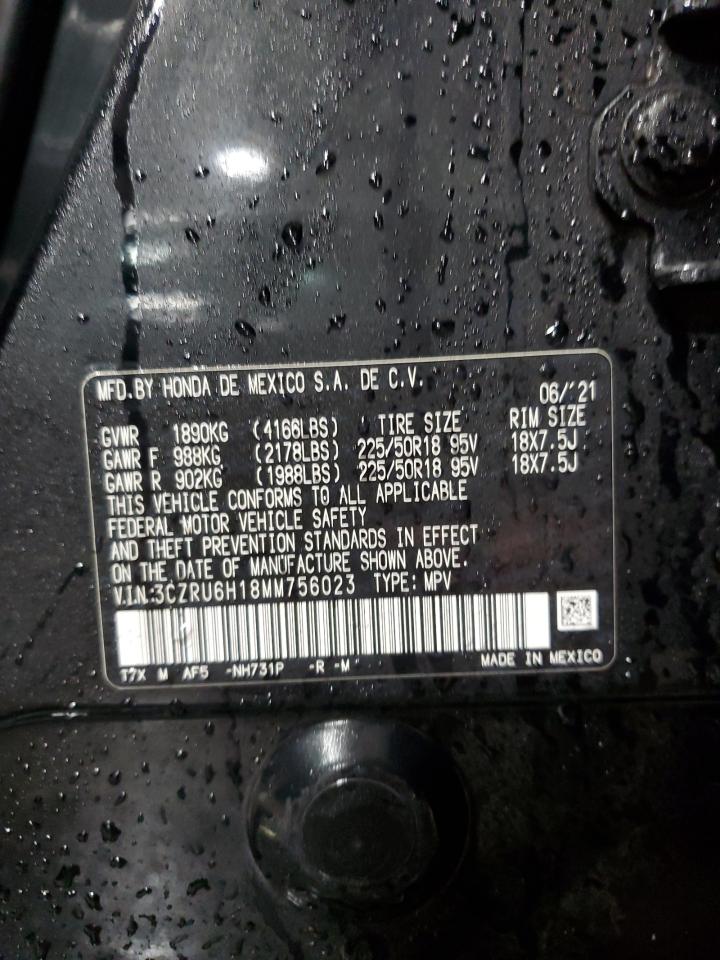 MFD. BY HONDA DE MEXICO S.A. DE C.V.
06/'21
GVWR 1890KG (4166LBS) TIRE SIZE RIM SIZE
GAWR F 988KG (2178LBS) 225/50R18 95V 18X7.5J
GAWR R 902KG (1988LBS) 225/50R18 95V 18X7.5J
THIS VEHICLE CONFORMS TO ALL APPLICABLE
FEDERAL MOTOR VEHICLE SAFETY
AND THEFT PREVENTION STANDARDS IN EFFECT
ON THE DATE OF MANUFACTURE SHOWN ABOVE.
V.I.N:3CZRU6H18MM756023 TYPE: MPV
T7X M AF5 -NH731P -R -M
MADE IN MEXICO